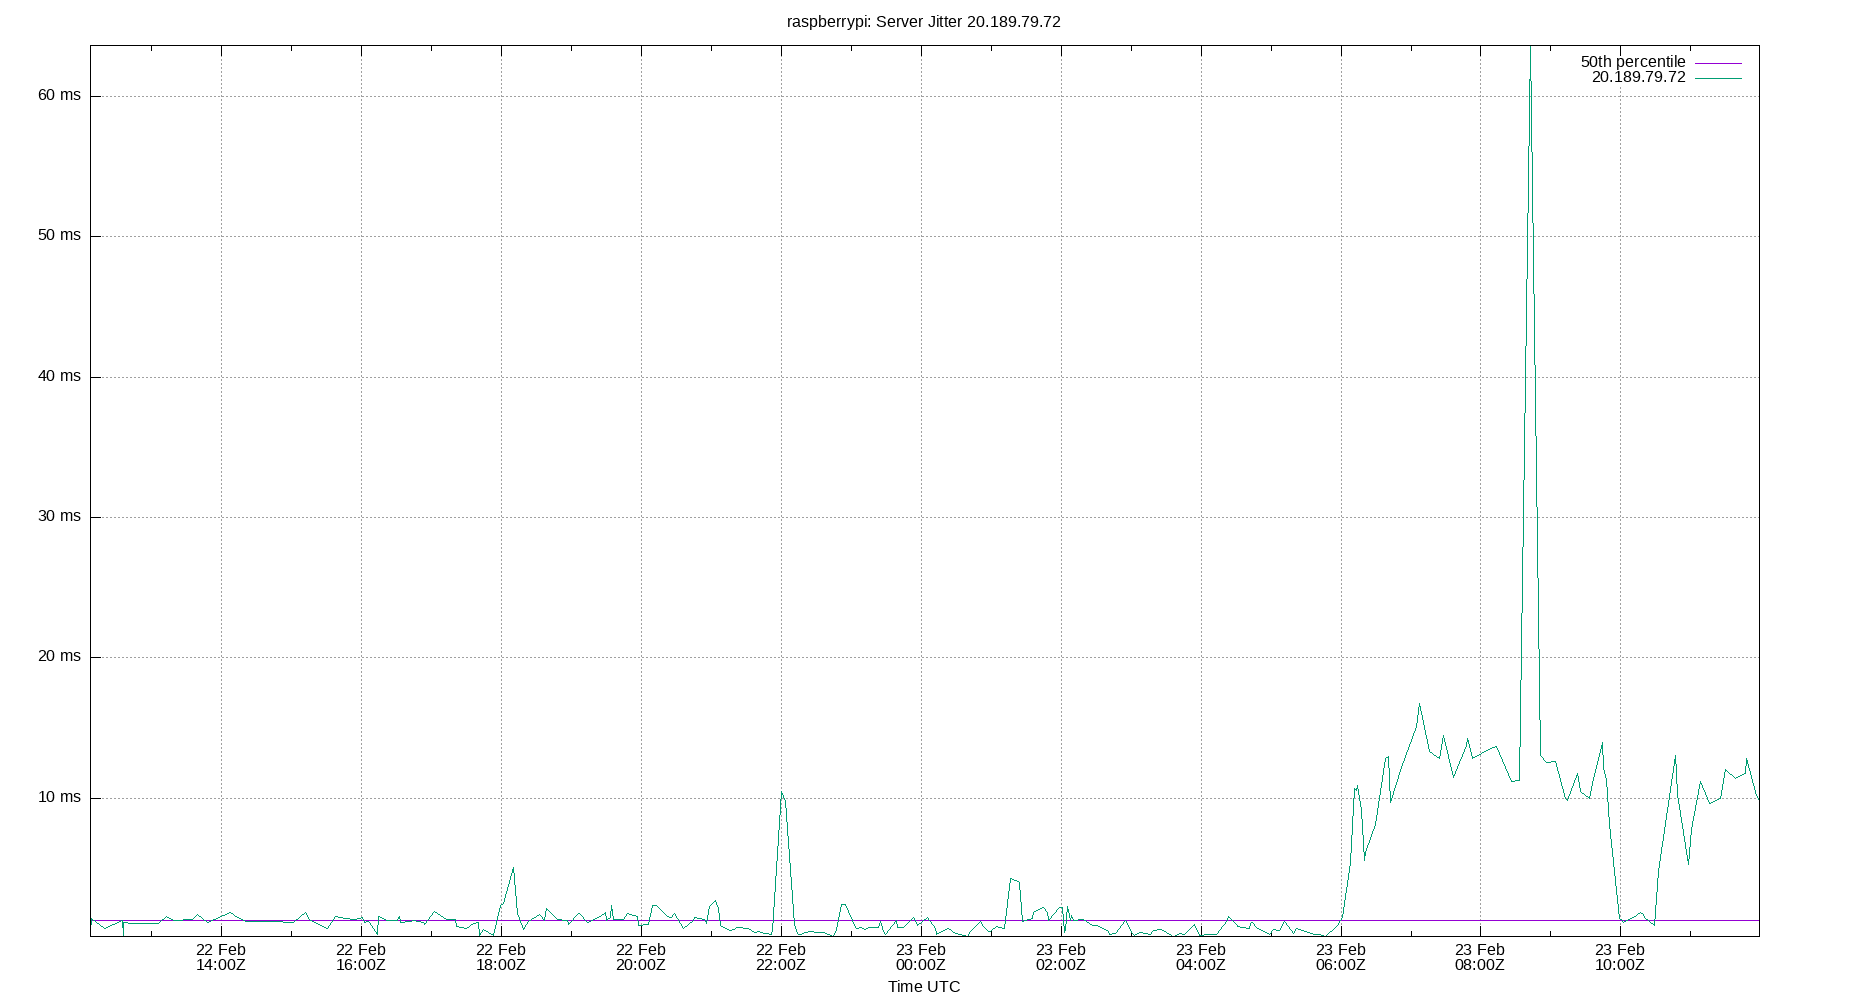 raspberrypi: Server Jitter 20.189.79.72
50th percentile
20.189.79.72
60 ms
50 ms
40 ms
30 ms
20 ms
10 ms
22 Feb 22 Feb 22 Feb 22 Feb 22 Feb 23 Feb 23 Feb 23 Feb 23 Feb 23 Feb 23 Feb
14:00Z 16:00Z 18:00Z 20:00Z 22:00Z 00:00Z 02:00Z 04:00Z 06:00Z 08:00Z 10:00Z
Time UTC